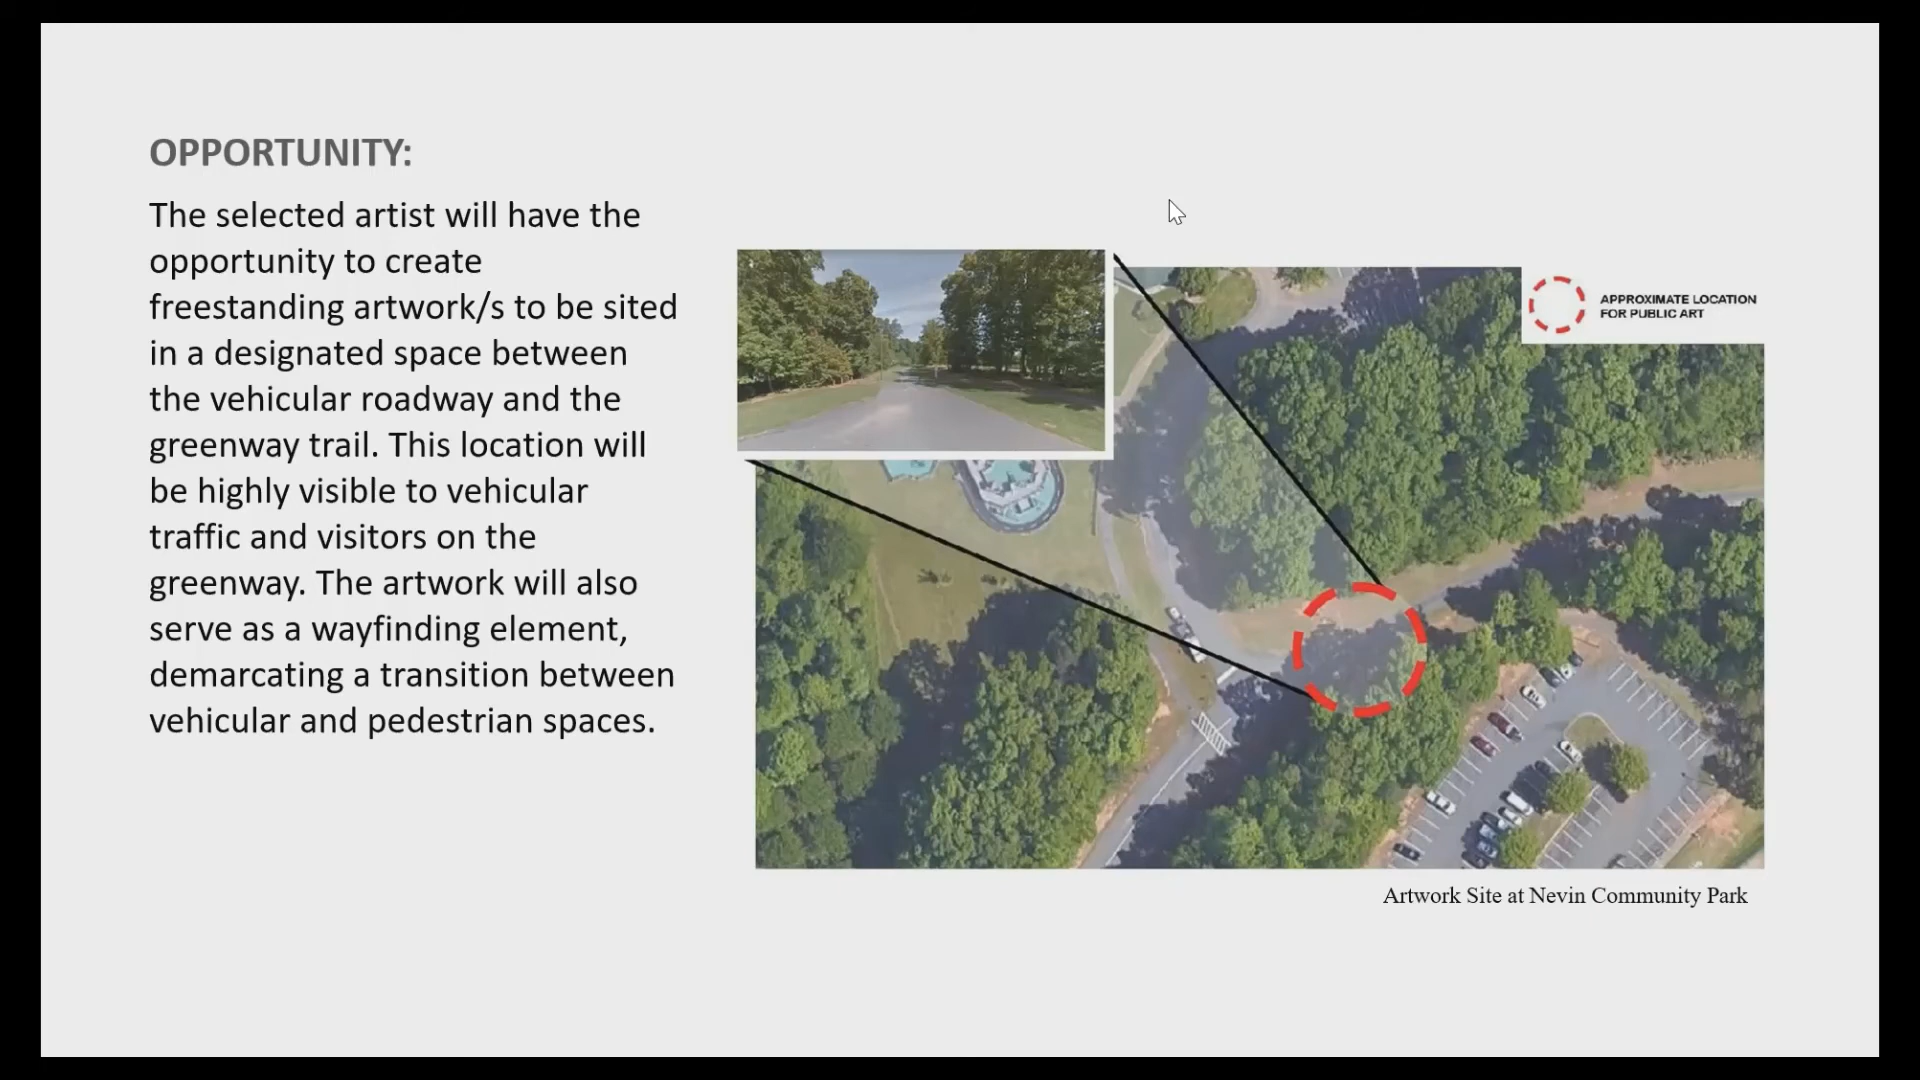 OPPORTUNITY:
The selected artist will have the
opportunity to create
freestanding artwork/s to be sited
in a designated space between
the vehicular roadway and the
greenway trail. This location will
be highly visible to vehicular
traffic and visitors on the
greenway. The artwork will also
serve as a wayfinding element,
demarcating a transition between
vehicular and pedestrian spaces.
APPROXIMATE LOCATION
FOR PUBLIC ART
Artwork Site at Nevin Community Park